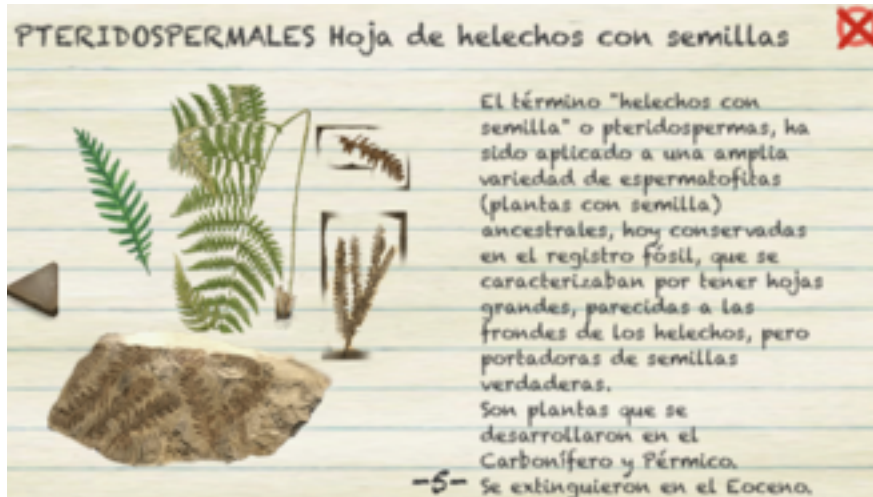 PTERIDOSPERMALES Hoja de helechos con semillas
El término "helechos con
semilla" o pteridospermas, ha
sido aplicado a una amplia
variedad de espermatofitas
(plantas con semilla)
ancestrales, hoy conservadas
en el registro fósil, que se
caracterizaban por tener hojas
grandes, parecidas a las
frondes de los helechos, pero
portadoras de semillas
verdaderas.
Son plantas que se
desarrollaron en el
Carbonífero y Pérmico.
Se extinguieron en el Eoceno.
-5-